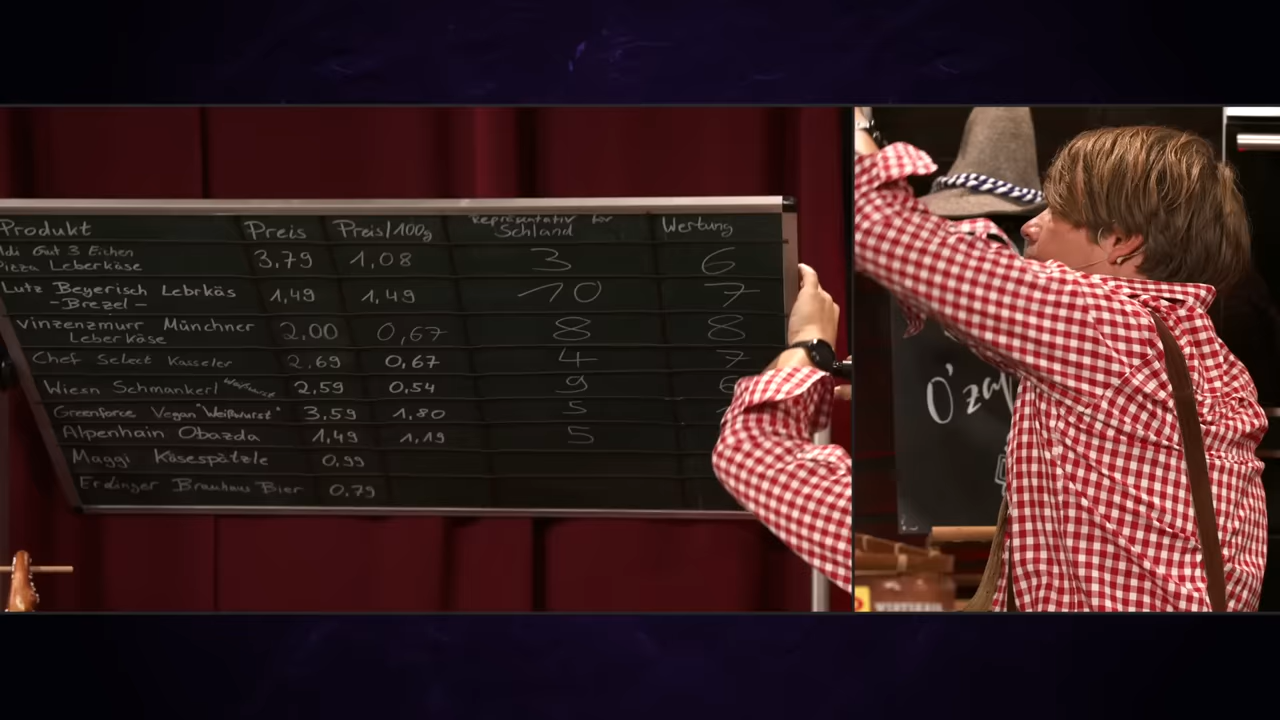 Produkt Preis Preis/100g Repräsentativ für Schland Wertung
Aldi Gut 3 Eichen
Pizza Leberkäse 3,79 1,08 3 6
Lutz Beyerisch Lebrkäs 1,49 1,49 10 7
-Brezel-
Vinzenzmurr Münchner 2,00 0,67 8 8
Leberkäse
Chef Select Kasseler 2,69 0,67 4 7
Wiesn Schmankerl Weißwurst 2,59 0,54 9 6
Greenforce Vegan "Weißwurst" 3,59 1,80 5
Alpenhain Obazda 1,49 1,19 5
Maggi Käsespätzle 0,99
Erdinger Brauhaus Bier 0,79
O'zap